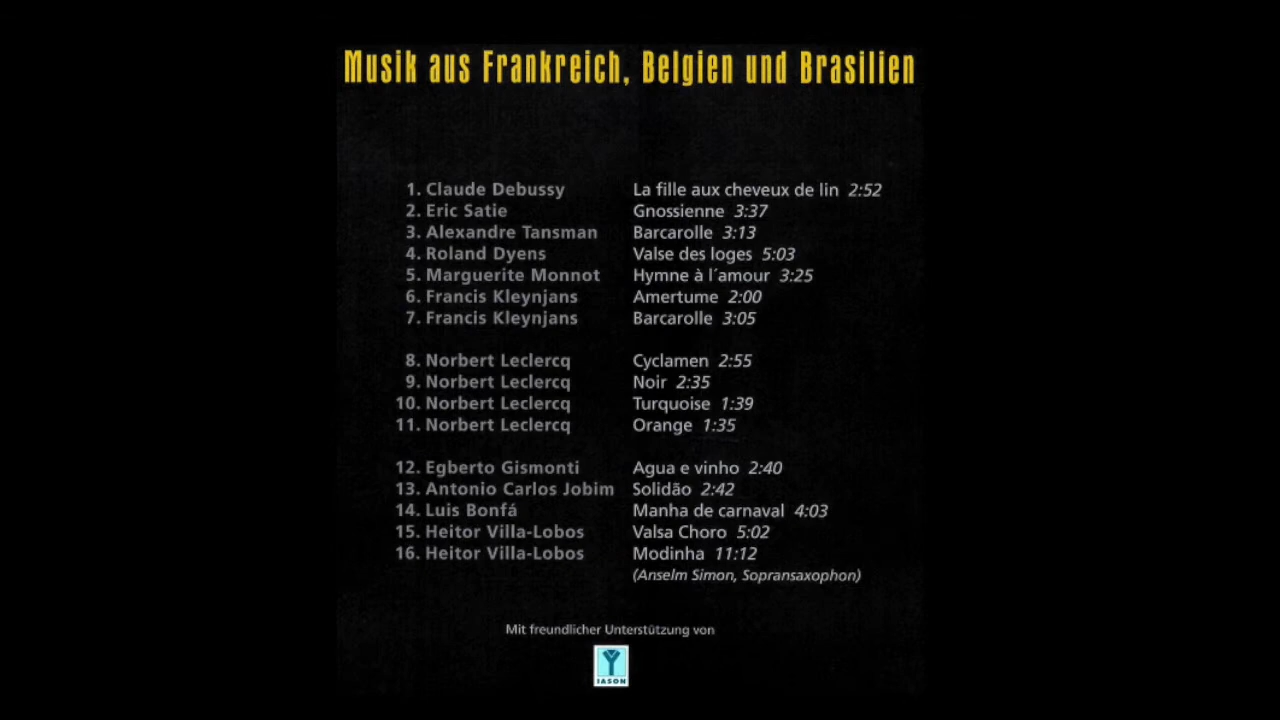 Musik aus Frankreich, Belgien und Brasilien
1. Claude Debussy La fille aux cheveux de lin 2:52
2. Eric Satie Gnossienne 3:37
3. Alexandre Tansman Barcarolle 3:13
4. Roland Dyens Valse des loges 5:03
5. Marguerite Monnot Hymne à l´amour 3:25
6. Francis Kleynjans Amertume 2:00
7. Francis Kleynjans Barcarolle 3:05
8. Norbert Leclercq Cyclamen 2:55
9. Norbert Leclercq Noir 2:35
10. Norbert Leclercq Turquoise 1:39
11. Norbert Leclercq Orange 1:35
12. Egberto Gismonti Agua e vinho 2:40
13. Antonio Carlos Jobim Solidão 2:42
14. Luis Bonfá Manha de carnaval 4:03
15. Heitor Villa-Lobos Valsa Choro 5:02
16. Heitor Villa-Lobos Modinha 11:12
(Anselm Simon, Sopransaxophon)
Mit freundlicher Unterstützung von
IASON